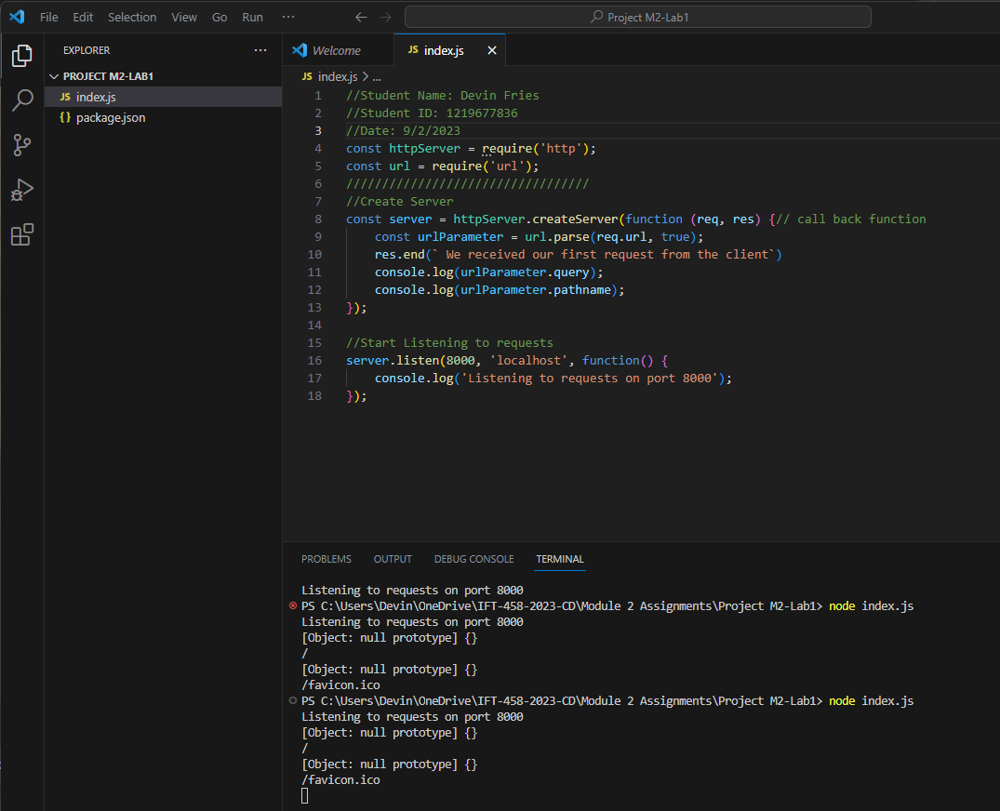 File Edit Selection View Go Run ··· ← → Project M2-Lab1
EXPLORER ···
PROJECT M2-LAB1
JS index.js
{} package.json
Welcome JS index.js ×
JS index.js > ...
1 //Student Name: Devin Fries
2 //Student ID: 1219677836
3 //Date: 9/2/2023
4 const httpServer = require('http');
5 const url = require('url');
6 //////////////////////////////////
7 //Create Server
8 const server = httpServer.createServer(function (req, res) {// call back function
9     const urlParameter = url.parse(req.url, true);
10     res.end(` We received our first request from the client`)
11     console.log(urlParameter.query);
12     console.log(urlParameter.pathname);
13 });
14
15 //Start Listening to requests
16 server.listen(8000, 'localhost', function() {
17     console.log('Listening to requests on port 8000');
18 });
PROBLEMS OUTPUT DEBUG CONSOLE TERMINAL
Listening to requests on port 8000
PS C:\Users\Devin\OneDrive\IFT-458-2023-CD\Module 2 Assignments\Project M2-Lab1> node index.js
Listening to requests on port 8000
[Object: null prototype] {}
/
[Object: null prototype] {}
/favicon.ico
PS C:\Users\Devin\OneDrive\IFT-458-2023-CD\Module 2 Assignments\Project M2-Lab1> node index.js
Listening to requests on port 8000
[Object: null prototype] {}
/
[Object: null prototype] {}
/favicon.ico